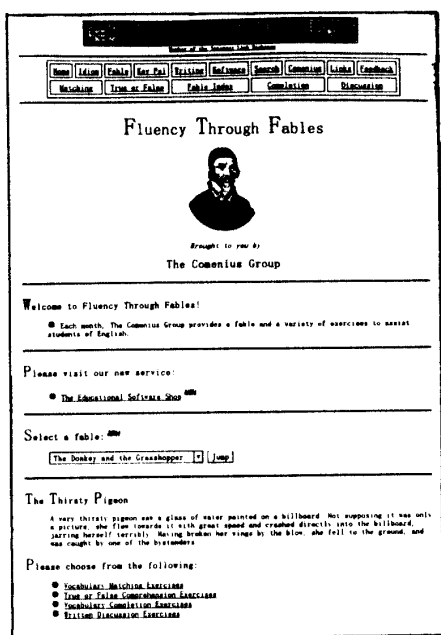 Member of the Internet Link Exchange
Home Idiom Fable Key Pal Writing Software Search Comenius Links Feedback
Matching True or False Fable Index Completion Discussion
Fluency Through Fables
Brought to you by
The Comenius Group
Welcome to Fluency Through Fables!
Each month, The Comenius Group provides a fable and a variety of exercises to assist
students of English.
Please visit our new service:
The Educational Software Shop
Select a fable:
The Donkey and the Grasshopper Jump
The Thirsty Pigeon
A very thirsty pigeon saw a glass of water painted on a billboard. Not supposing it was only
a picture, she flew towards it with great speed and crashed directly into the billboard,
jarring herself terribly. Having broken her wings by the blow, she fell to the ground, and
was caught by one of the bystanders.
Please choose from the following:
Vocabulary Matching Exercises
True or False Comprehension Exercises
Vocabulary Completion Exercises
Written Discussion Exercises